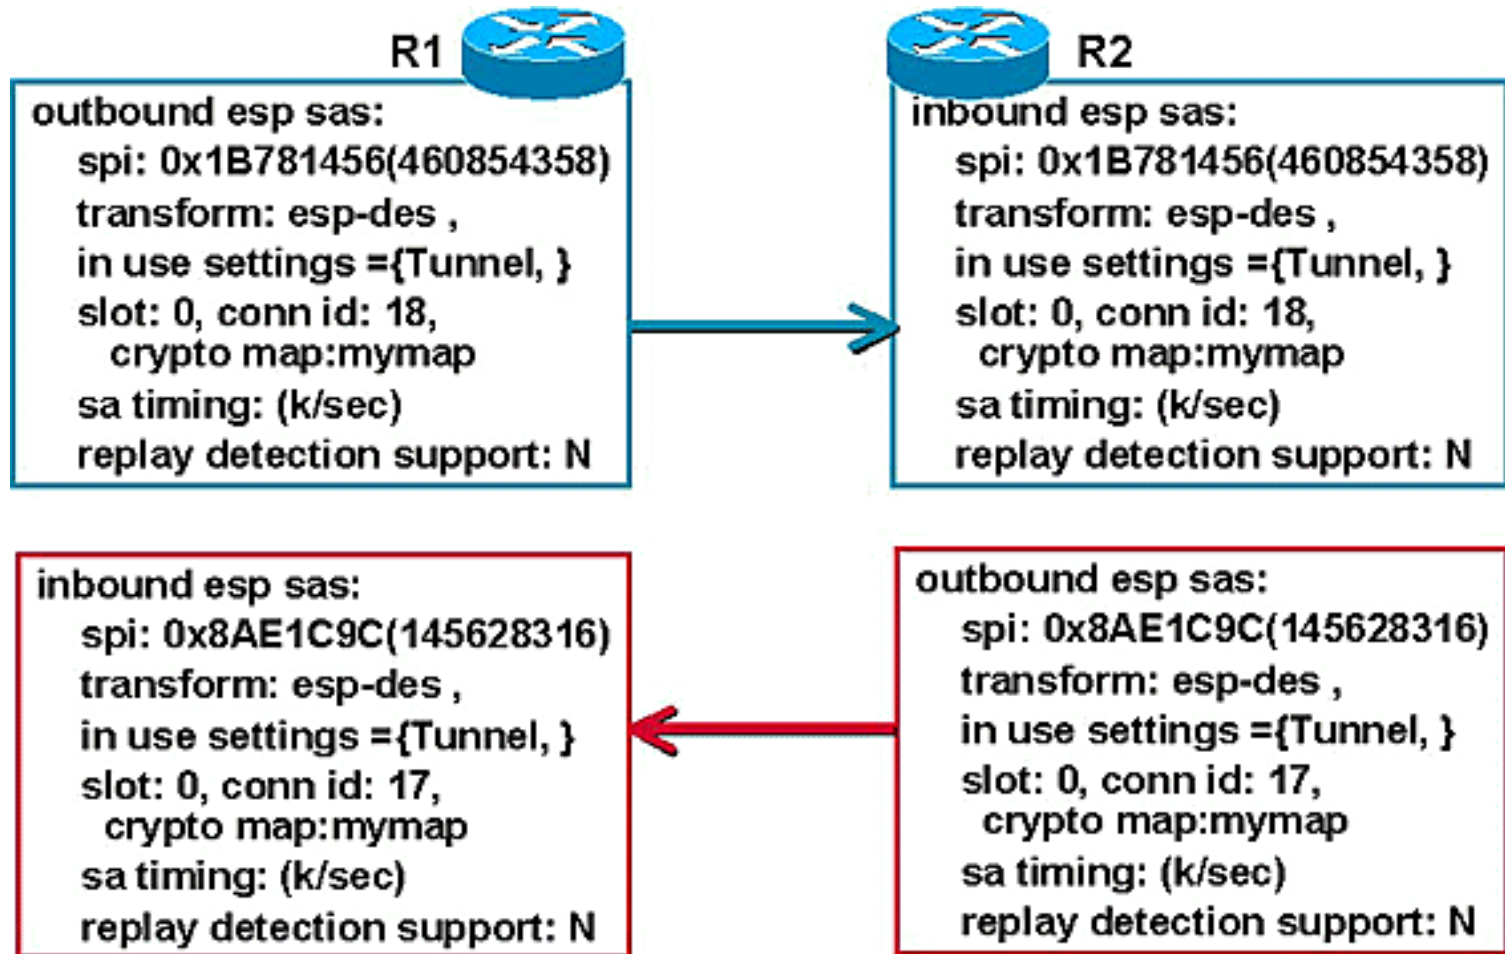 R1
outbound esp sas:
spi: 0x1B781456(460854358)
transform: esp-des ,
in use settings ={Tunnel, }
slot: 0, conn id: 18,
crypto map:mymap
sa timing: (k/sec)
replay detection support: N
R2
inbound esp sas:
spi: 0x1B781456(460854358)
transform: esp-des ,
in use settings ={Tunnel, }
slot: 0, conn id: 18,
crypto map:mymap
sa timing: (k/sec)
replay detection support: N
inbound esp sas:
spi: 0x8AE1C9C(145628316)
transform: esp-des ,
in use settings ={Tunnel, }
slot: 0, conn id: 17,
crypto map:mymap
sa timing: (k/sec)
replay detection support: N
outbound esp sas:
spi: 0x8AE1C9C(145628316)
transform: esp-des ,
in use settings ={Tunnel, }
slot: 0, conn id: 17,
crypto map:mymap
sa timing: (k/sec)
replay detection support: N